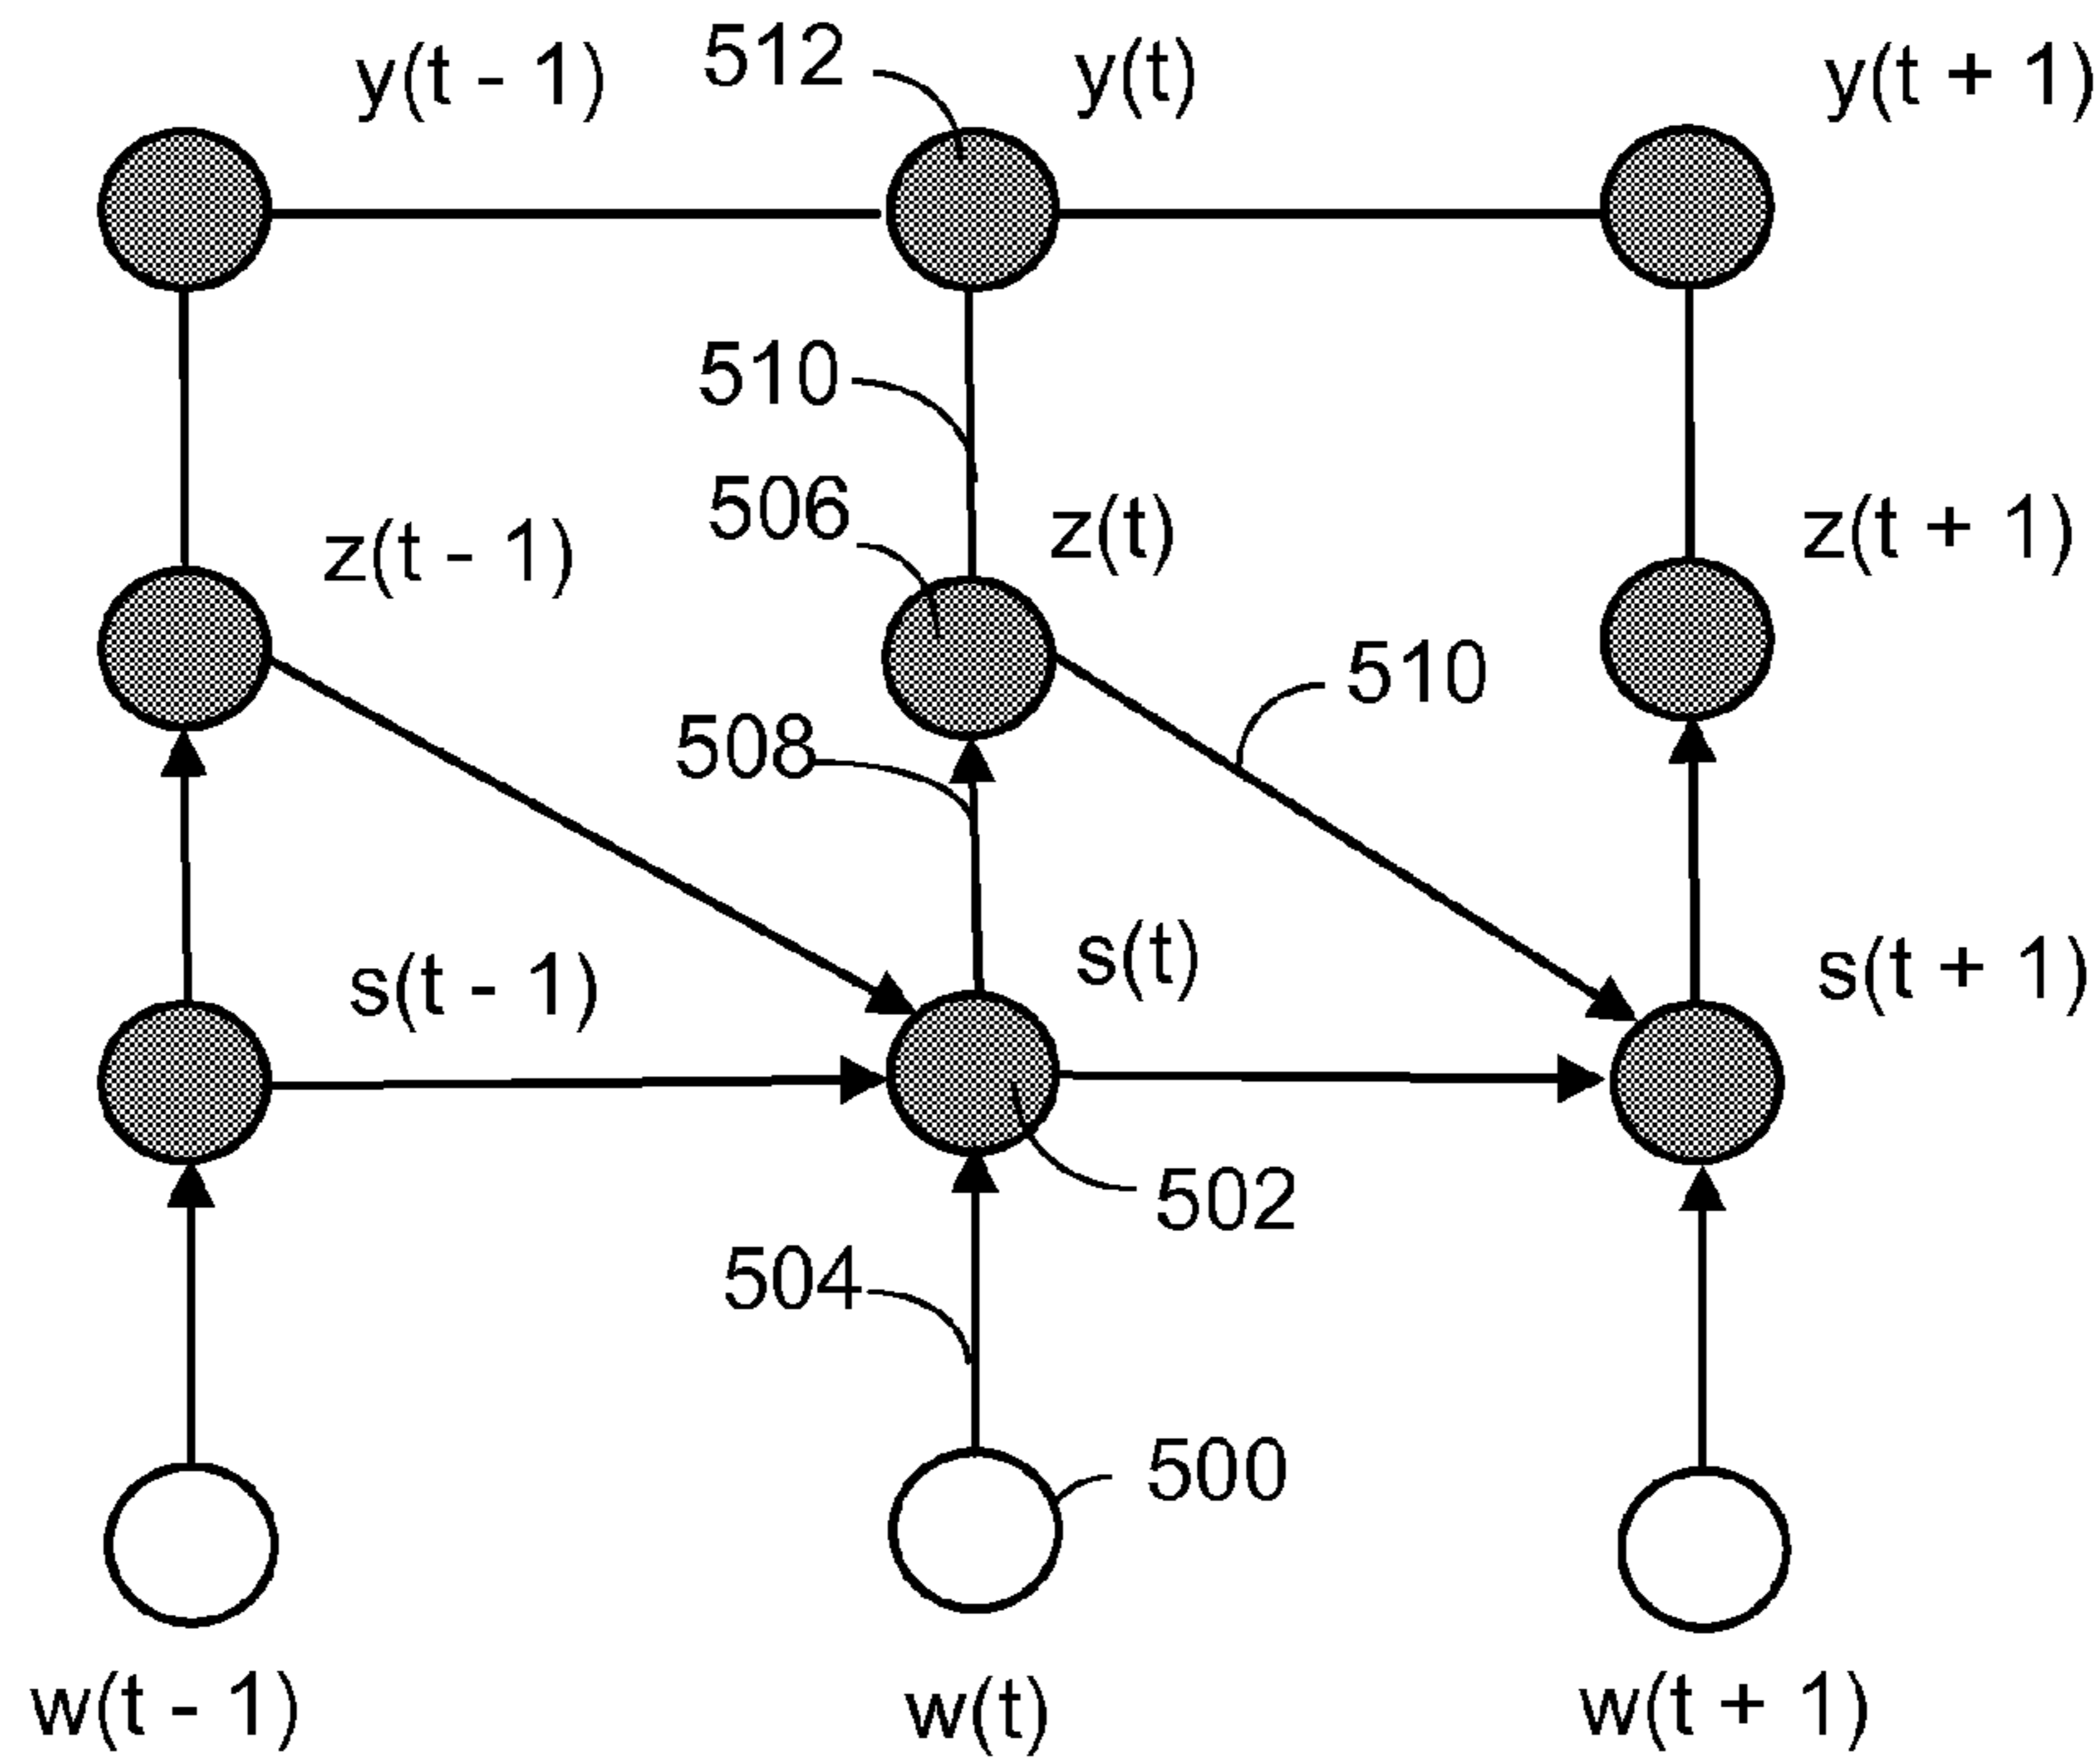 y(t - 1) 512 y(t) y(t + 1)
510
506 z(t) z(t + 1)
z(t - 1)
510
508
s(t - 1) s(t) s(t + 1)
502
504
500
w(t - 1) w(t) w(t + 1)